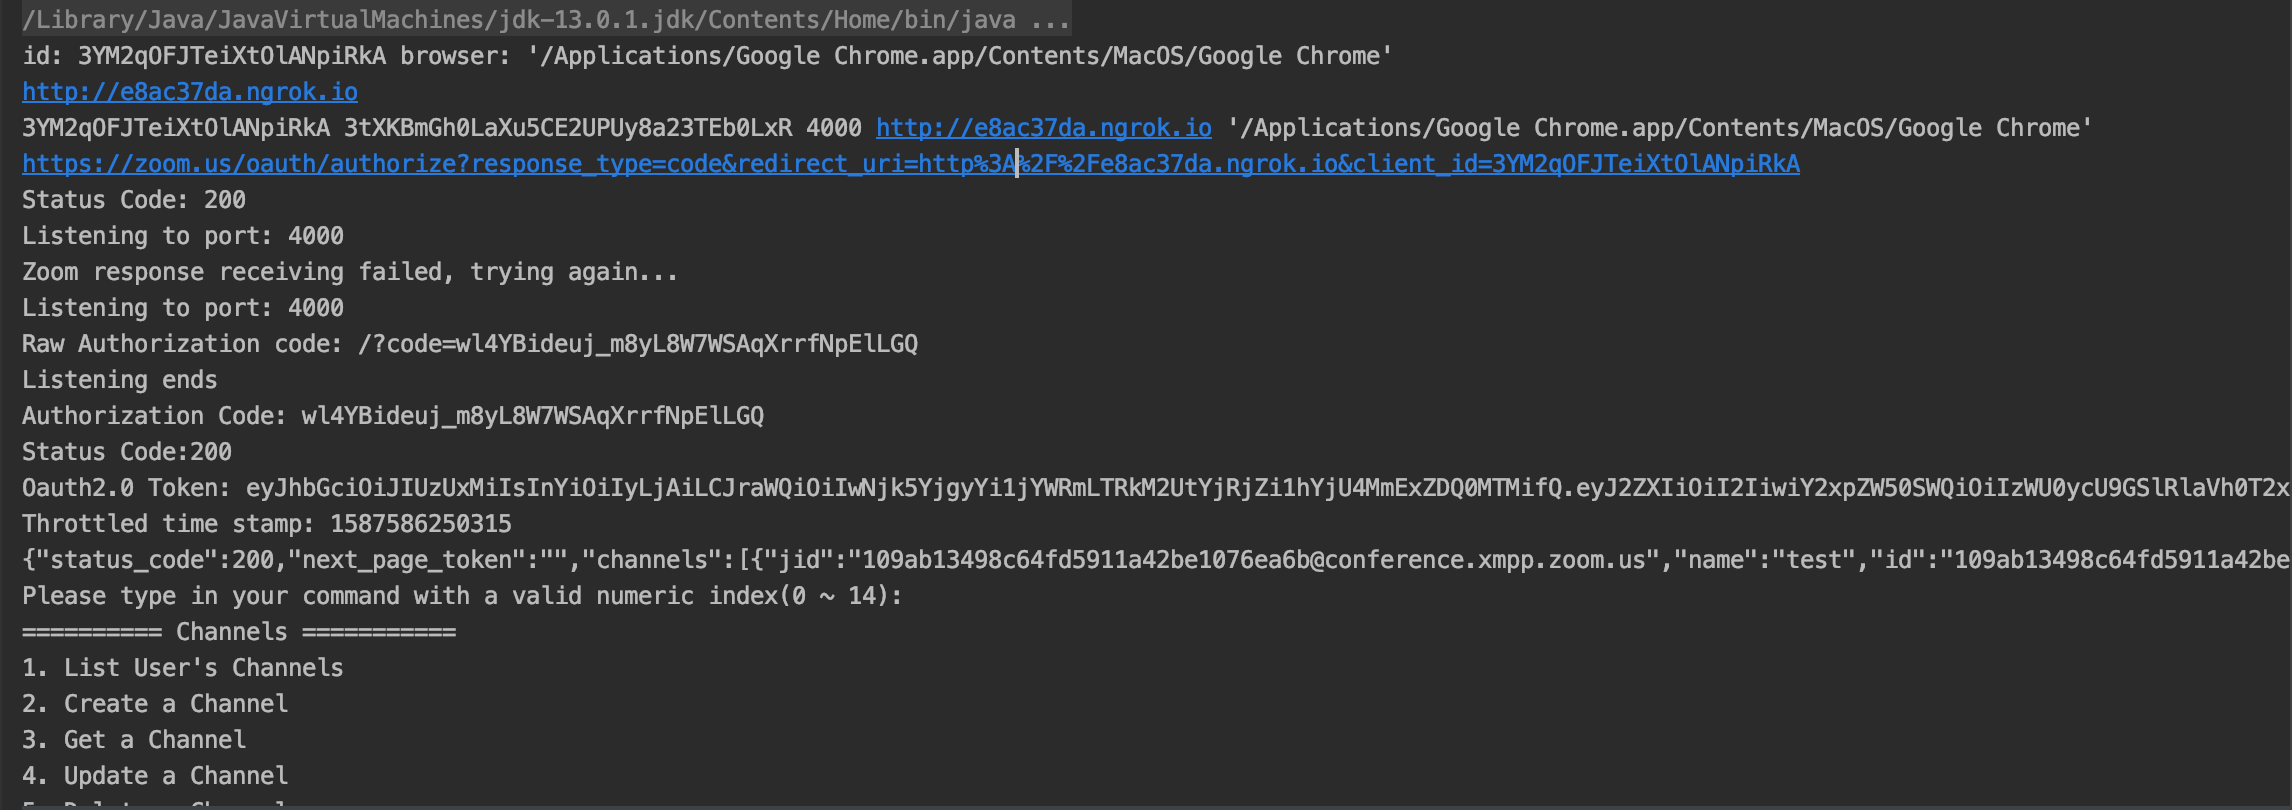 /Library/Java/JavaVirtualMachines/jdk-13.0.1.jdk/Contents/Home/bin/java ...
id: 3YM2qOFJTeiXtOlANpiRkA browser: '/Applications/Google Chrome.app/Contents/MacOS/Google Chrome'
http://e8ac37da.ngrok.io
3YM2qOFJTeiXtOlANpiRkA 3tXKBmGh0LaXu5CE2UPUy8a23TEb0LxR 4000 http://e8ac37da.ngrok.io '/Applications/Google Chrome.app/Contents/MacOS/Google Chrome'
https://zoom.us/oauth/authorize?response_type=code&redirect_uri=http%3A%2F%2Fe8ac37da.ngrok.io&client_id=3YM2qOFJTeiXtOlANpiRkA
Status Code: 200
Listening to port: 4000
Zoom response receiving failed, trying again...
Listening to port: 4000
Raw Authorization code: /?code=wl4YBideuj_m8yL8W7WSAqXrrfNpElLGQ
Listening ends
Authorization Code: wl4YBideuj_m8yL8W7WSAqXrrfNpElLGQ
Status Code:200
Oauth2.0 Token: eyJhbGciOiJIUzUxMiIsInYiOiIyLjAiLCJraWQiOiIwNjk5YjgyYi1jYWRmLTRkM2UtYjRjZi1hYjU4MmExZDQ0MTMifQ.eyJ2ZXIiOiI2IiwiY2xpZW50SWQiOiIzWU0ycU9GSlRlaVh0T2x
Throttled time stamp: 1587586250315
{"status_code":200,"next_page_token":"","channels":[{"jid":"109ab13498c64fd5911a42be1076ea6b@conference.xmpp.zoom.us","name":"test","id":"109ab13498c64fd5911a42be
Please type in your command with a valid numeric index(0 ~ 14):
========== Channels ===========
1. List User's Channels
2. Create a Channel
3. Get a Channel
4. Update a Channel